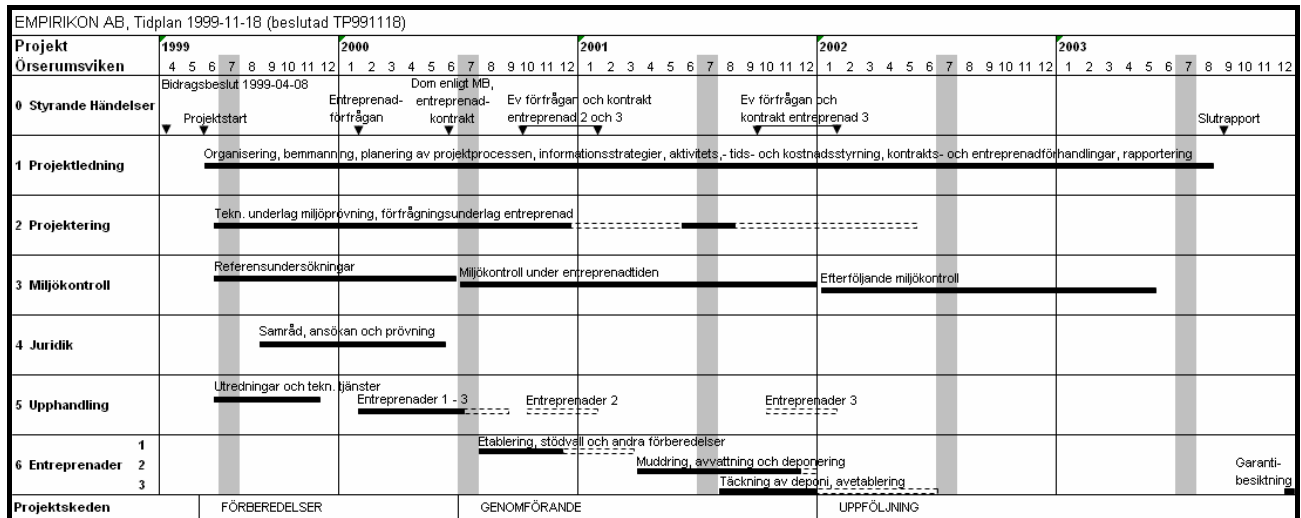 EMPIRIKON AB, Tidplan 1999-11-18 (beslutad TP991118)
Projekt 1999 2000 2001 2002 2003
Örserumsviken 4 5 6 7 8 9 10 11 12 1 2 3 4 5 6 7 8 9 10 11 12 1 2 3 4 5 6 7 8 9 10 11 12 1 2 3 4 5 6 7 8 9 10 11 12 1 2 3 4 5 6 7 8 9 10 11 12
0 Styrande Händelser
Bidragsbeslut 1999-04-08
Projektstart
Entreprenad-
förfrågan
Dom enligt MB,
entreprenad-
kontrakt
Ev förfrågan och kontrakt
entreprenad 2 och 3
Ev förfrågan och
kontrakt entreprenad 3
Slutrapport
1 Projektledning
Organisering, bemmanning, planering av projektprocessen, informationsstrategier, aktivitets,- tids- och kostnadsstyrning, kontrakts- och entreprenadförhandlingar, rapportering
2 Projektering
Tekn. underlag miljöprövning, förfrågningsunderlag entreprenad
3 Miljökontroll
Referensundersökningar
Miljökontroll under entreprenadtiden
Efterföljande miljökontroll
4 Juridik
Samråd, ansökan och prövning
5 Upphandling
Utredningar och tekn. tjänster
Entreprenader 1 - 3
Entreprenader 2
Entreprenader 3
6 Entreprenader
1
Etablering, stödvall och andra förberedelser
2
Muddring, avvattning och deponering
3
Täckning av deponi, avetablering
Garanti-
besiktning
Projektskeden FÖRBEREDELSER GENOMFÖRANDE UPPFÖLJNING